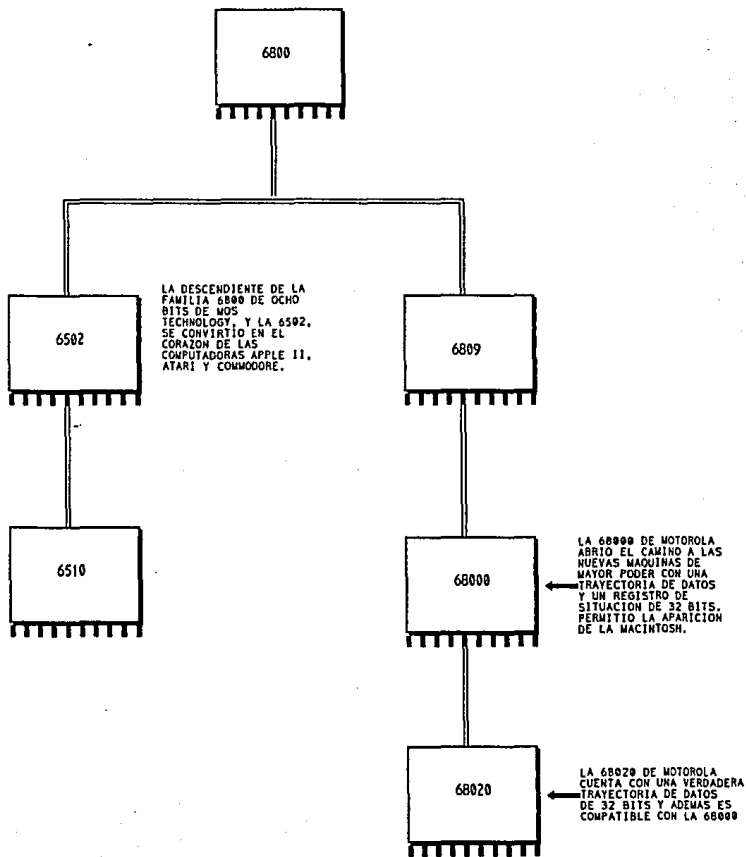 6800
6502
LA DESCENDIENTE DE LA
FAMILIA 6800 DE OCHO
BITS DE MOS
TECHNOLOGY, Y LA 6502,
SE CONVIRTIO EN EL
CORAZON DE LAS
COMPUTADORAS APPLE II,
ATARI Y COMMODORE.
6809
6510
68000
LA 68000 DE MOTOROLA
ABRIO EL CAMINO A LAS
NUEVAS MAQUINAS DE
MAYOR PODER CON UNA
TRAYECTORIA DE DATOS
Y UN REGISTRO DE
SITUACION DE 32 BITS.
PERMITIO LA APARICION
DE LA MACINTOSH.
68020
LA 68020 DE MOTOROLA
CUENTA CON UNA VERDADERA
TRAYECTORIA DE DATOS
DE 32 BITS Y ADEMAS ES
COMPATIBLE CON LA 68000